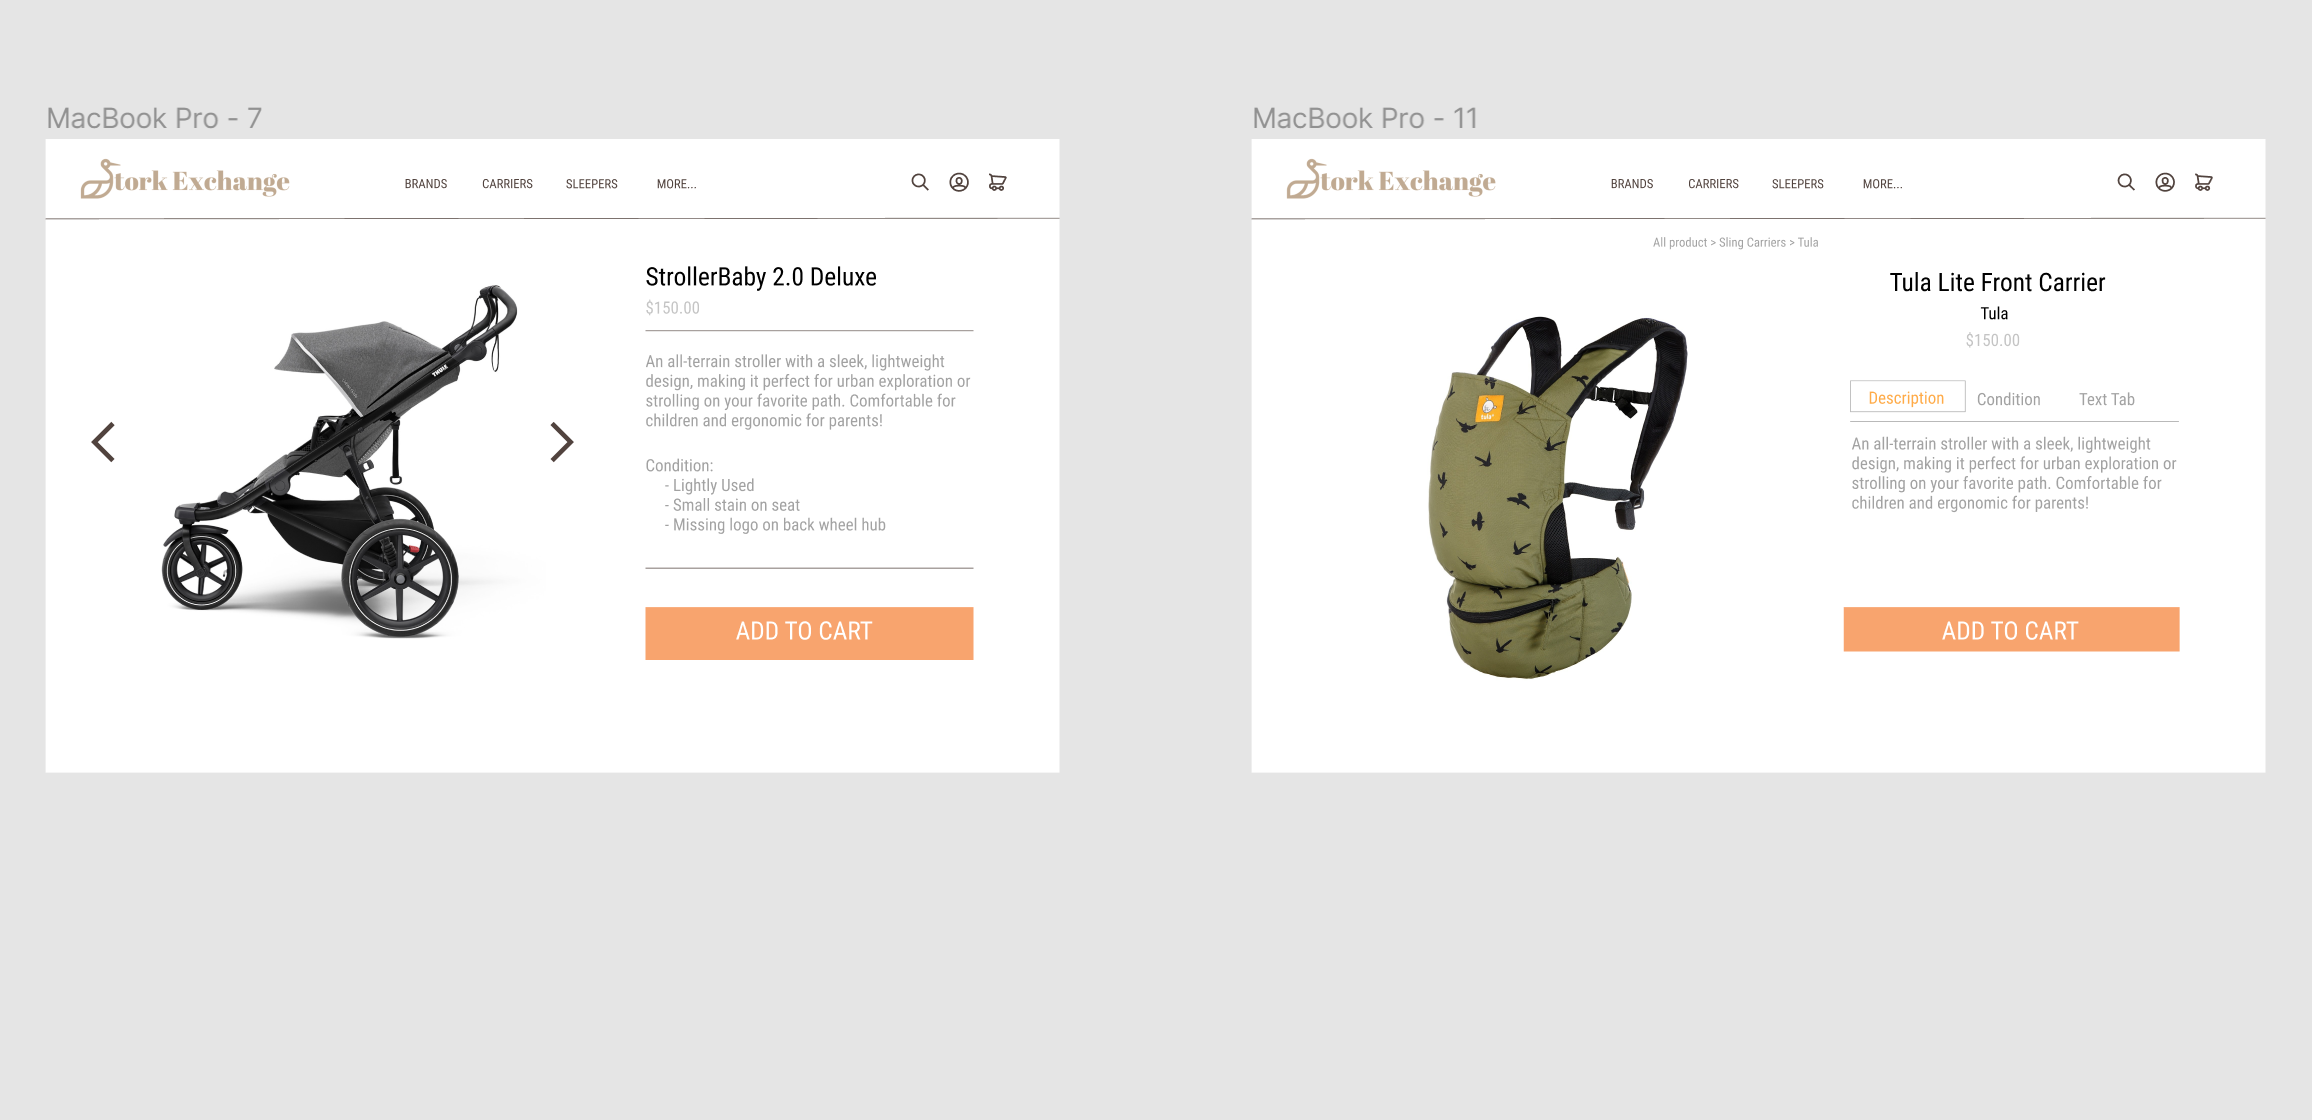 MacBook Pro - 7
Stork Exchange
BRANDS CARRIERS SLEEPERS MORE...
StrollerBaby 2.0 Deluxe
$150.00
An all-terrain stroller with a sleek, lightweight
design, making it perfect for urban exploration or
strolling on your favorite path. Comfortable for
children and ergonomic for parents!
Condition:
- Lightly Used
- Small stain on seat
- Missing logo on back wheel hub
ADD TO CART
THULE
MacBook Pro - 11
Stork Exchange
BRANDS CARRIERS SLEEPERS MORE...
All product > Sling Carriers > Tula
Tula Lite Front Carrier
Tula
$150.00
Description Condition Text Tab
An all-terrain stroller with a sleek, lightweight
design, making it perfect for urban exploration or
strolling on your favorite path. Comfortable for
children and ergonomic for parents!
ADD TO CART
tula